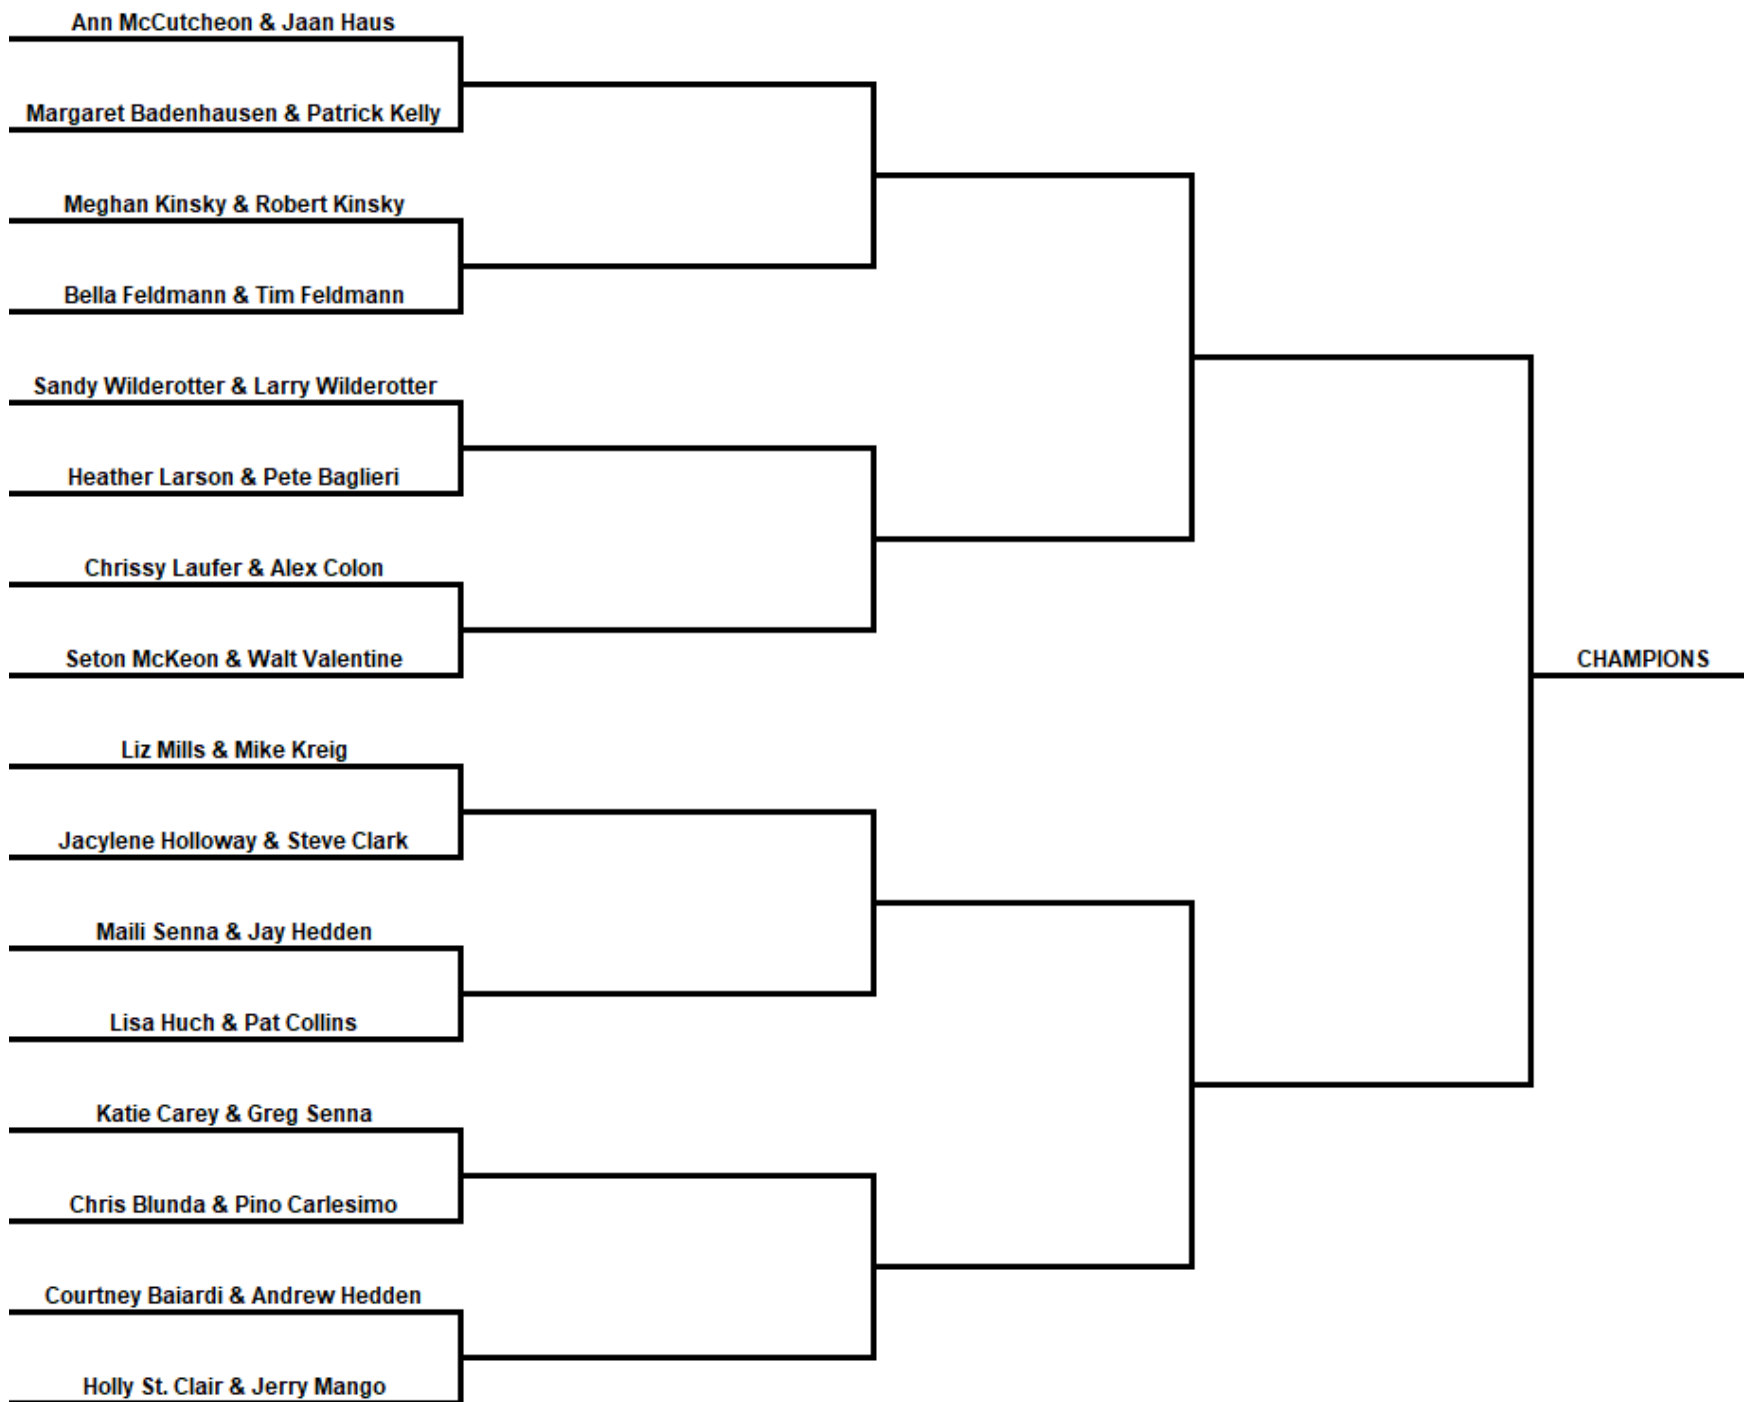 Ann McCutcheon & Jaan Haus
Margaret Badenhausen & Patrick Kelly
Meghan Kinsky & Robert Kinsky
Bella Feldmann & Tim Feldmann
Sandy Wilderotter & Larry Wilderotter
Heather Larson & Pete Baglieri
Chrissy Laufer & Alex Colon
Seton McKeon & Walt Valentine
CHAMPIONS
Liz Mills & Mike Kreig
Jacylene Holloway & Steve Clark
Maili Senna & Jay Hedden
Lisa Huch & Pat Collins
Katie Carey & Greg Senna
Chris Blunda & Pino Carlesimo
Courtney Baiardi & Andrew Hedden
Holly St. Clair & Jerry Mango